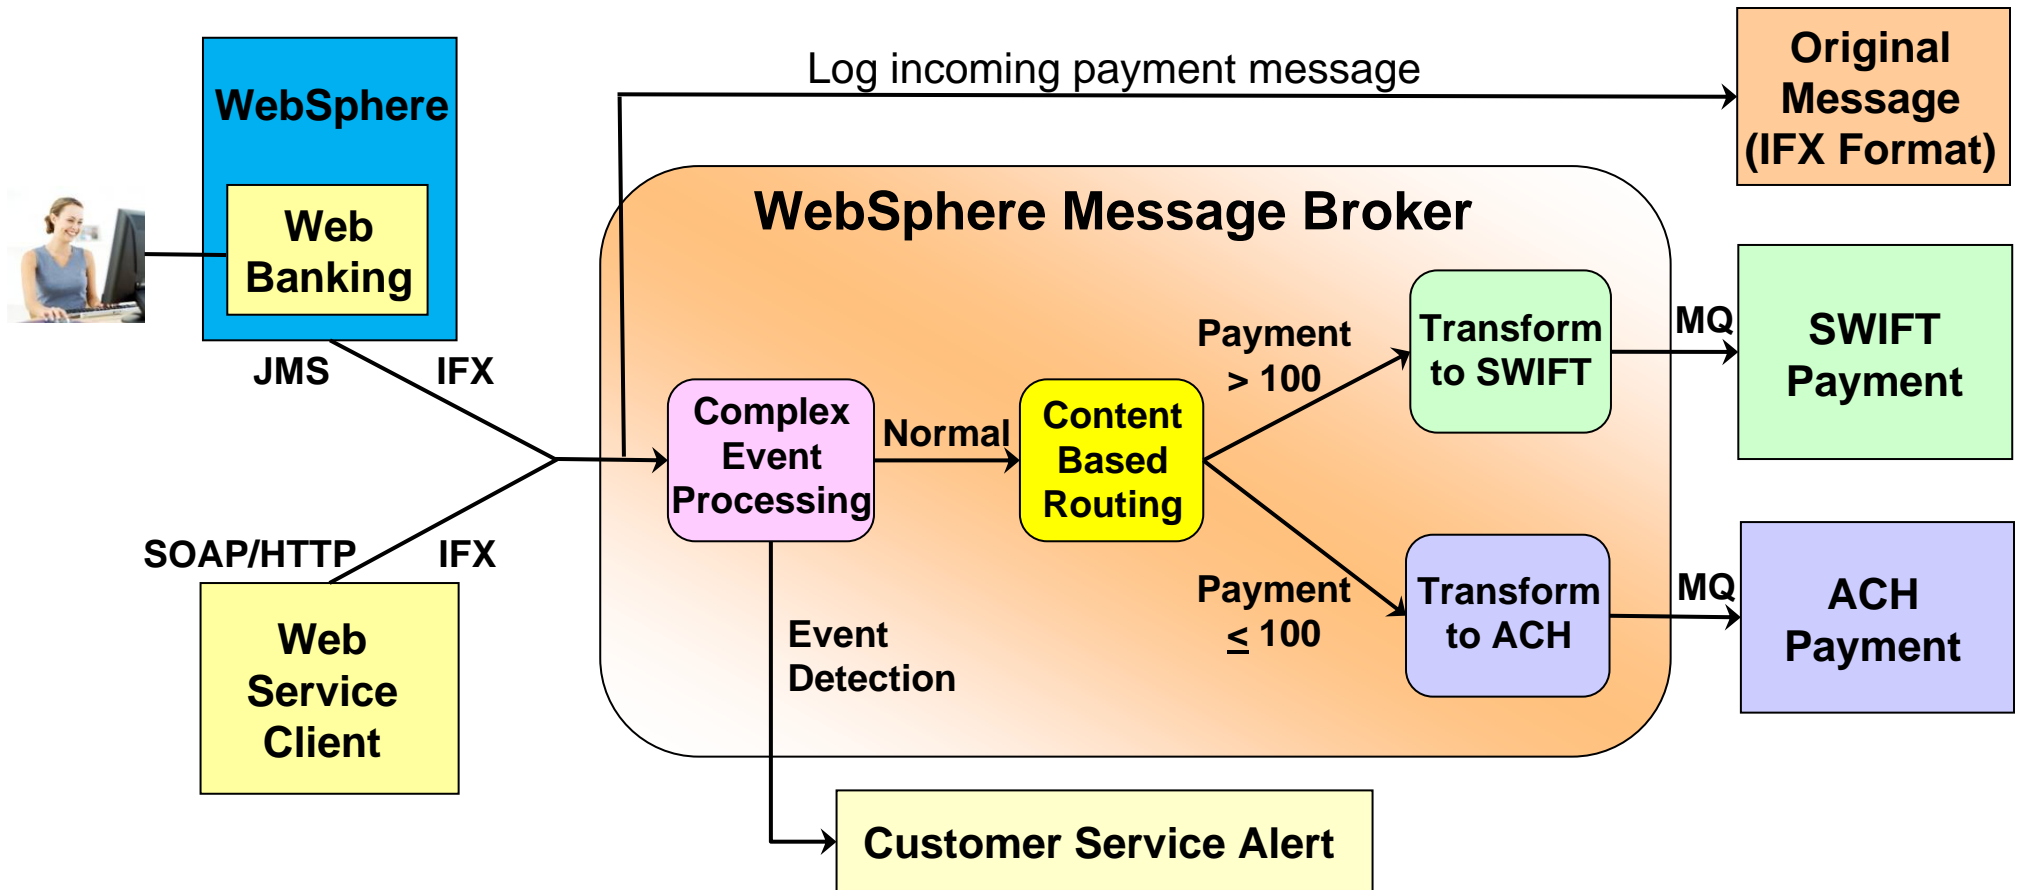 WebSphere
Web
Banking
JMS
IFX
SOAP/HTTP
IFX
Web
Service
Client
Log incoming payment message
Original
Message
(IFX Format)
WebSphere Message Broker
Complex
Event
Processing
Normal
Content
Based
Routing
Payment
> 100
Transform
to SWIFT
MQ
SWIFT
Payment
Payment
≤ 100
Transform
to ACH
MQ
ACH
Payment
Event
Detection
Customer Service Alert